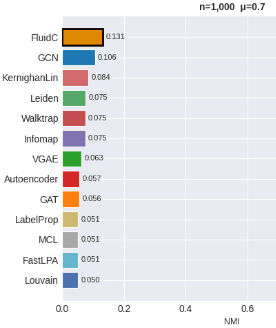 n=1,000 μ=0.7
FluidC 0.131
GCN 0.106
KernighanLin 0.084
Leiden 0.075
Walktrap 0.075
Infomap 0.075
VGAE 0.063
Autoencoder 0.057
GAT 0.056
LabelProp 0.051
MCL 0.051
FastLPA 0.051
Louvain 0.050
0.0 0.2 0.4 0.6
NMI